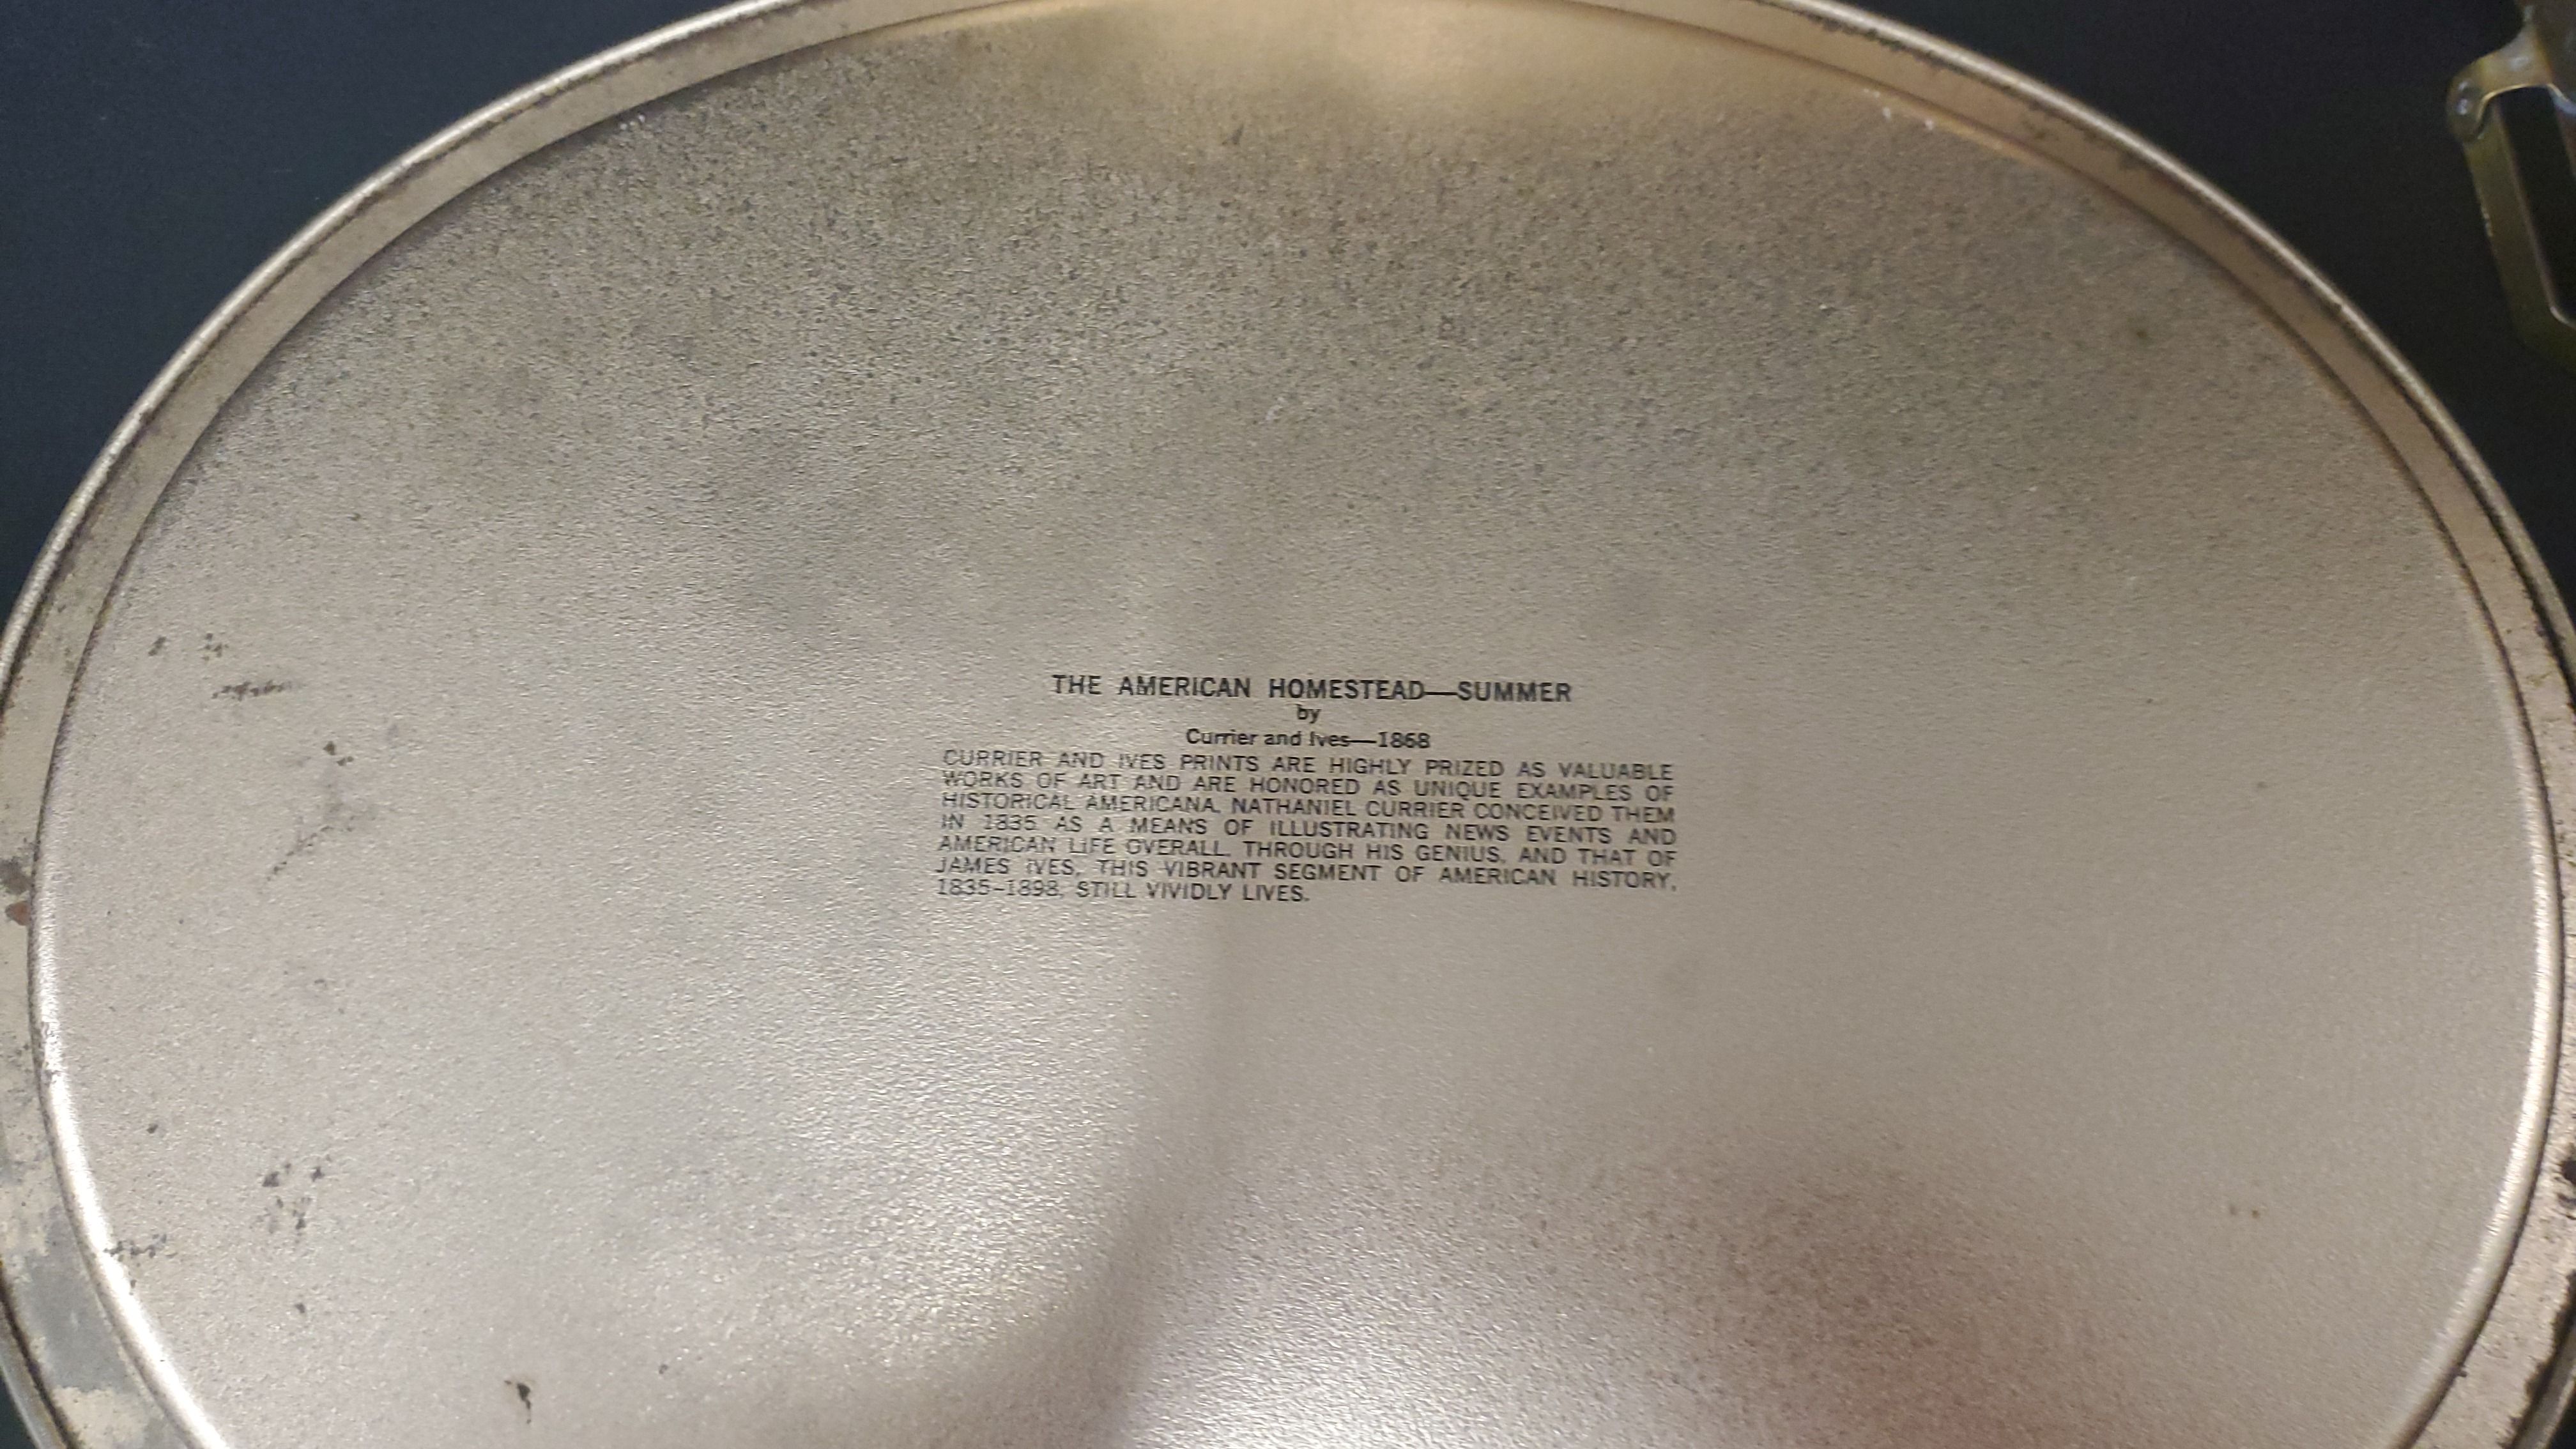 THE AMERICAN HOMESTEAD—SUMMER
by
Currier and Ives—1868
CURRIER AND IVES PRINTS ARE HIGHLY PRIZED AS VALUABLE
WORKS OF ART AND ARE HONORED AS UNIQUE EXAMPLES OF
HISTORICAL AMERICANA. NATHANIEL CURRIER CONCEIVED THEM
IN 1835 AS A MEANS OF ILLUSTRATING NEWS EVENTS AND
AMERICAN LIFE OVERALL. THROUGH HIS GENIUS, AND THAT OF
JAMES IVES, THIS VIBRANT SEGMENT OF AMERICAN HISTORY,
1835-1898, STILL VIVIDLY LIVES.